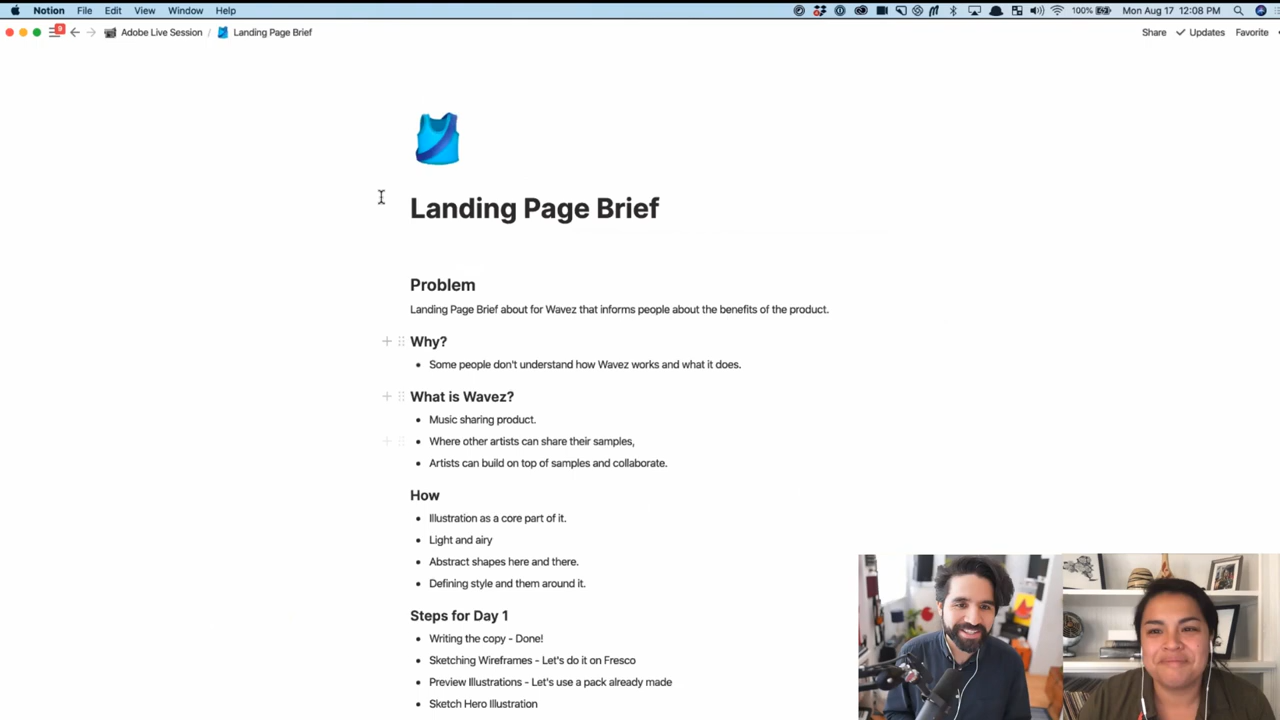 Notion File Edit View Window Help 100% Mon Aug 17 12:08 PM
9 Adobe Live Session / Landing Page Brief Share Updates Favorite
Landing Page Brief
Problem
Landing Page Brief about for Wavez that informs people about the benefits of the product.
Why?
Some people don't understand how Wavez works and what it does.
What is Wavez?
Music sharing product.
Where other artists can share their samples,
Artists can build on top of samples and collaborate.
How
Illustration as a core part of it.
Light and airy
Abstract shapes here and there.
Defining style and them around it.
Steps for Day 1
Writing the copy - Done!
Sketching Wireframes - Let's do it on Fresco
Preview Illustrations - Let's use a pack already made
Sketch Hero Illustration